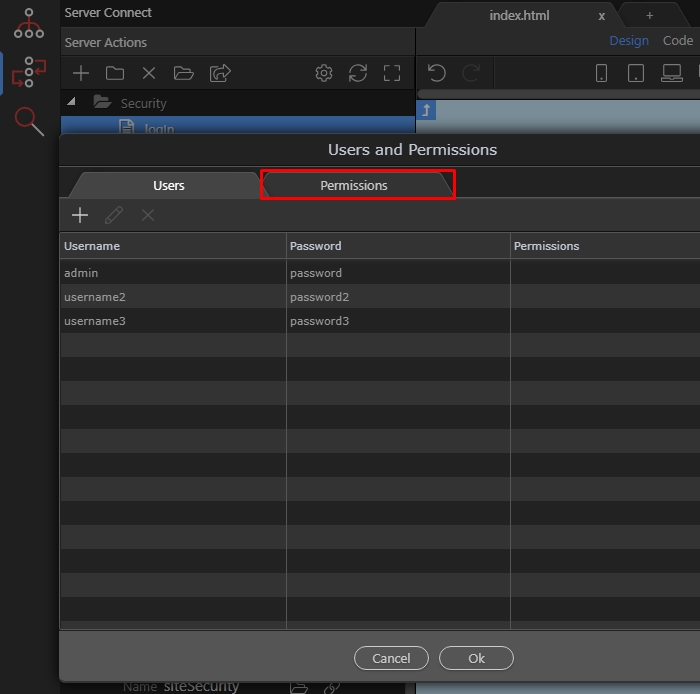 Server Connect
index.html x +
Server Actions
Design Code
Security
login
Users and Permissions
Users Permissions
Username Password Permissions
admin password
username2 password2
username3 password3
Cancel Ok
Name siteSecurity